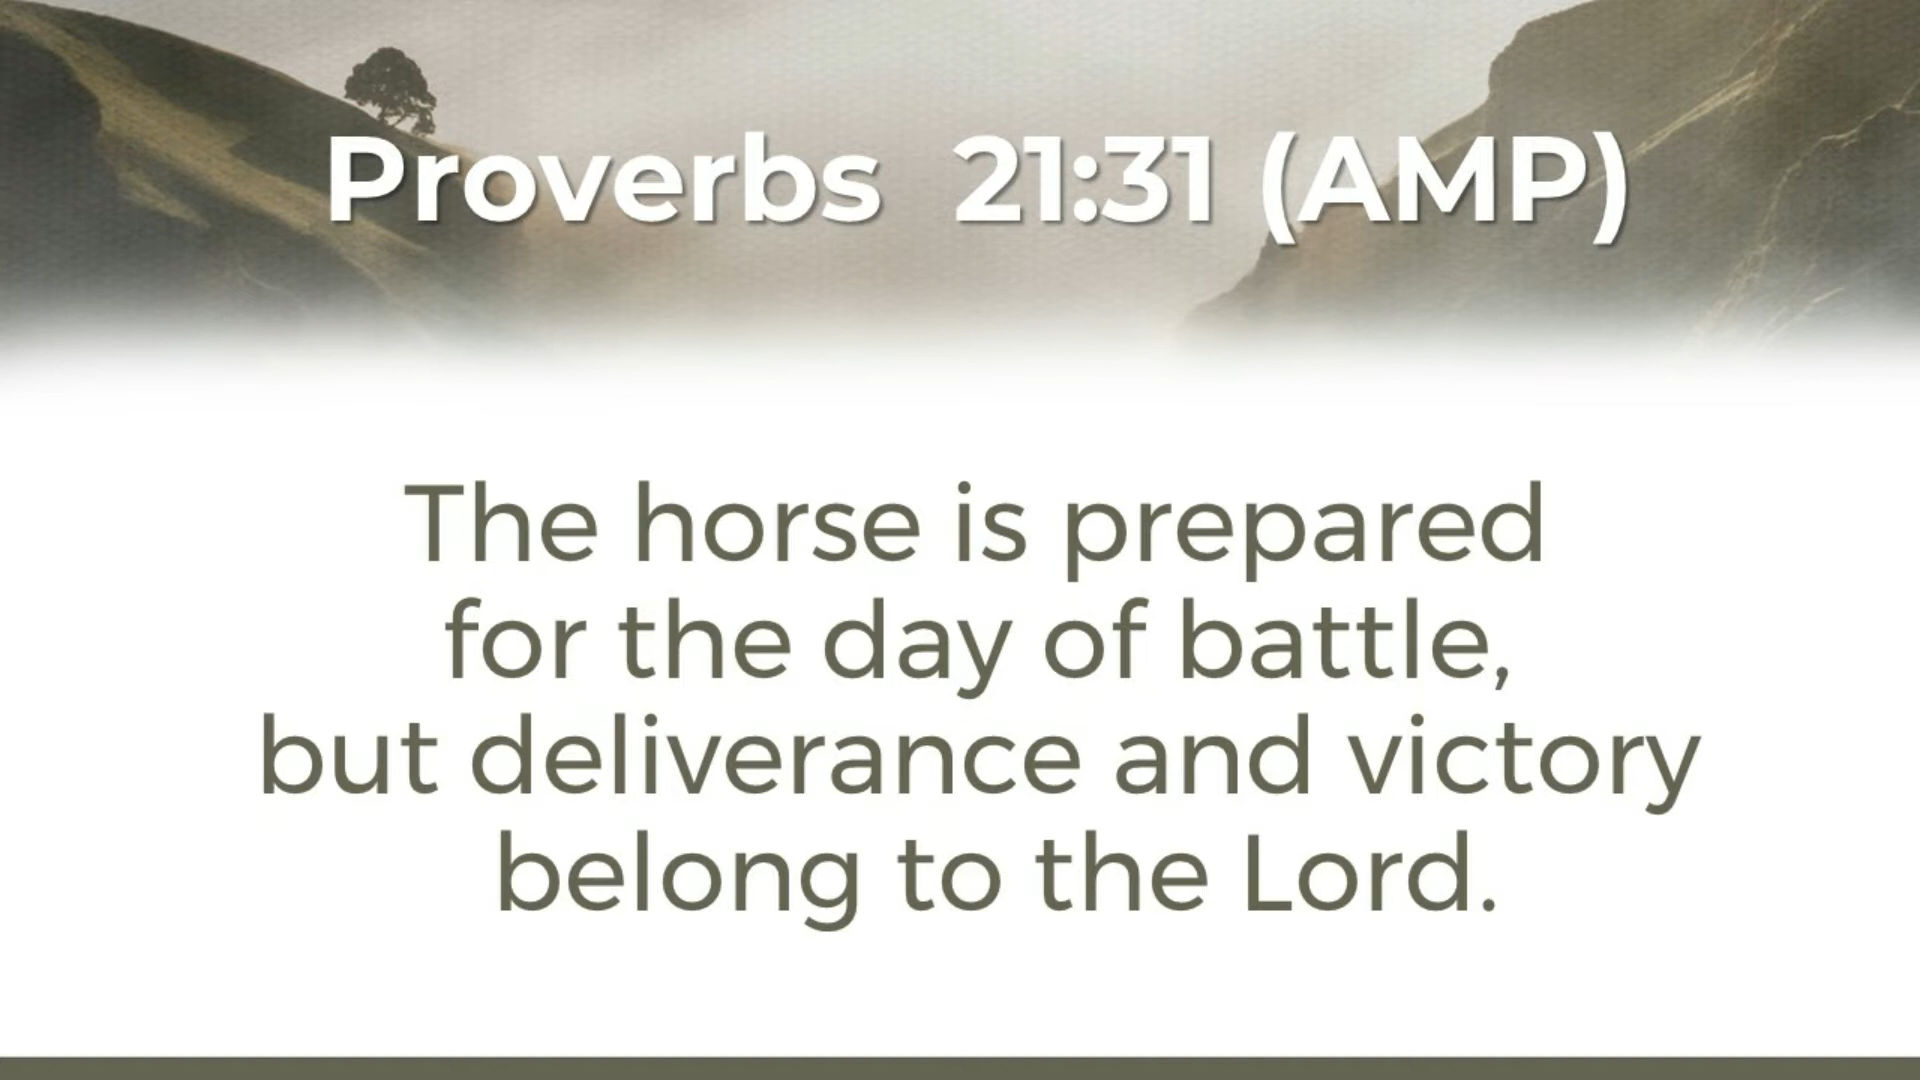 Proverbs 21:31 (AMP)
The horse is prepared
for the day of battle,
but deliverance and victory
belong to the Lord.